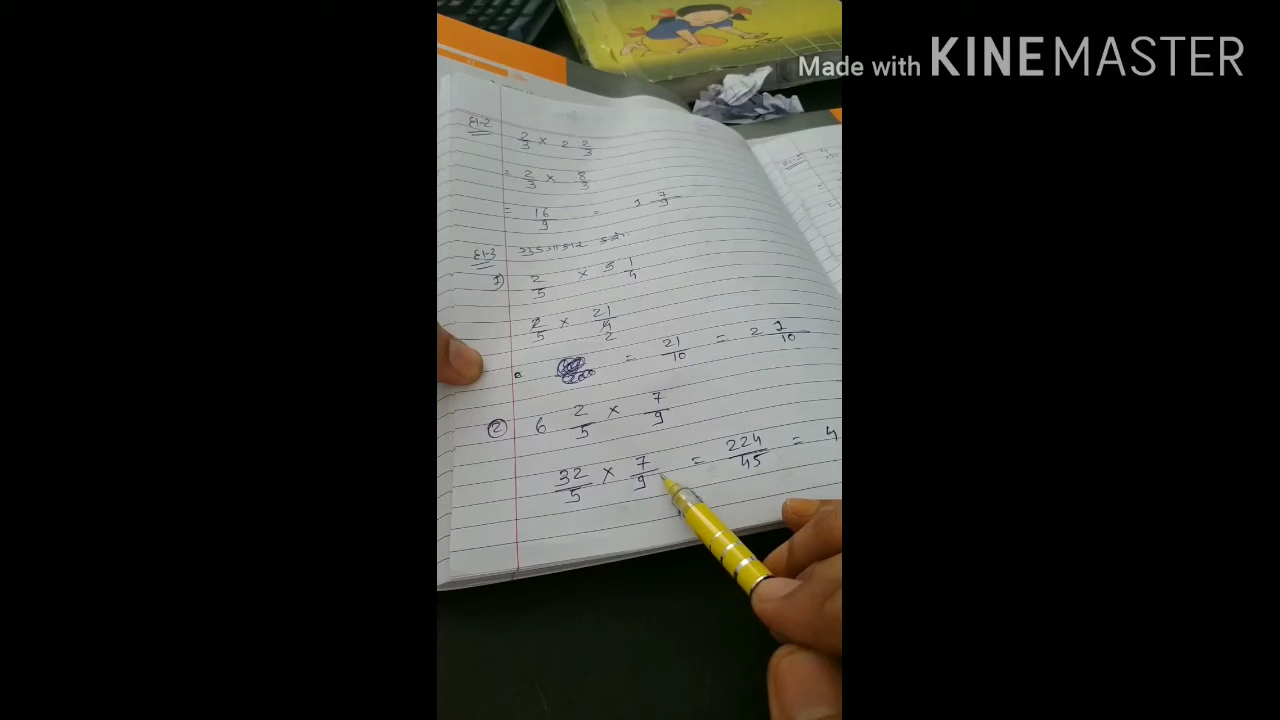 Made with KINEMASTER
દા-2
2/3 × 2 2/3
= 2/3 × 8/3
= 16/9 = 1 7/9
દા-3
1) 2/5 × 5 1/4
2/5 × 21/4 2
= 21/10 = 2 1/10
② 6 2/5 × 7/9
32/5 × 7/9 = 224/45 = 4